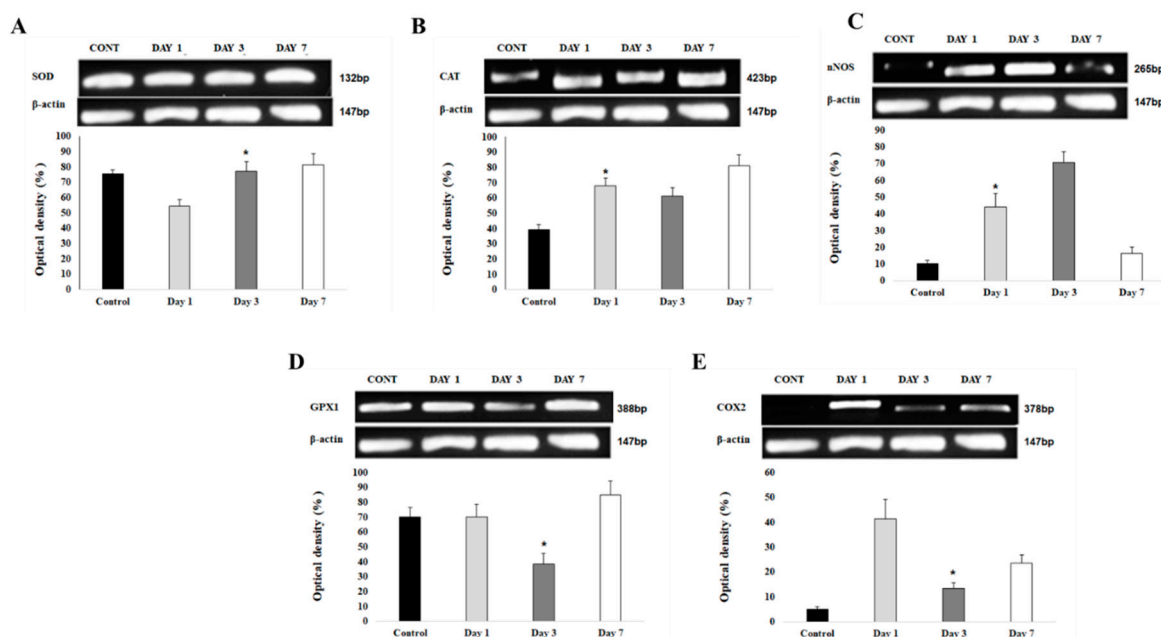 A
CONT DAY 1 DAY 3 DAY 7
SOD 132bp
β-actin 147bp
Optical density (%)
100
90
80
70
60
50
40
30
20
10
0
*
Control Day 1 Day 3 Day 7
B
CONT DAY 1 DAY 3 DAY 7
CAT 423bp
β-actin 147bp
Optical density (%)
100
90
80
70
60
50
40
30
20
10
0
*
Control Day 1 Day 3 Day 7
C
CONT DAY 1 DAY 3 DAY 7
nNOS 265bp
β-actin 147bp
Optical density (%)
90
80
70
60
50
40
30
20
10
0
*
Control Day 1 Day 3 Day 7
D
CONT DAY 1 DAY 3 DAY 7
GPX1 388bp
β-actin 147bp
Optical density (%)
100
90
80
70
60
50
40
30
20
10
0
*
Control Day 1 Day 3 Day 7
E
CONT DAY 1 DAY 3 DAY 7
COX2 378bp
β-actin 147bp
Optical density (%)
60
50
40
30
20
10
0
*
Control Day 1 Day 3 Day 7